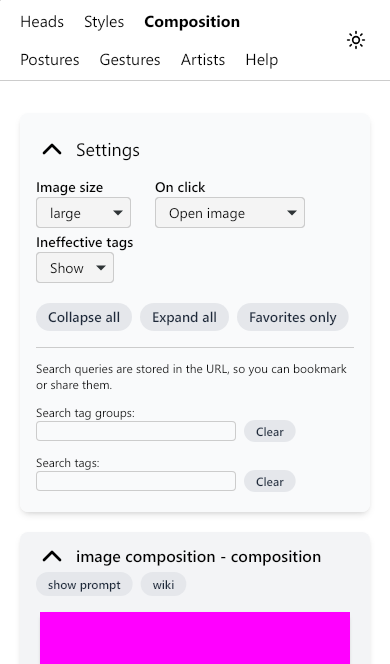 Heads Styles Composition
Postures Gestures Artists Help
Settings
Image size On click
large Open image
Ineffective tags
Show
Collapse all Expand all Favorites only
Search queries are stored in the URL, so you can bookmark
or share them.
Search tag groups:
Clear
Search tags:
Clear
image composition - composition
show prompt wiki